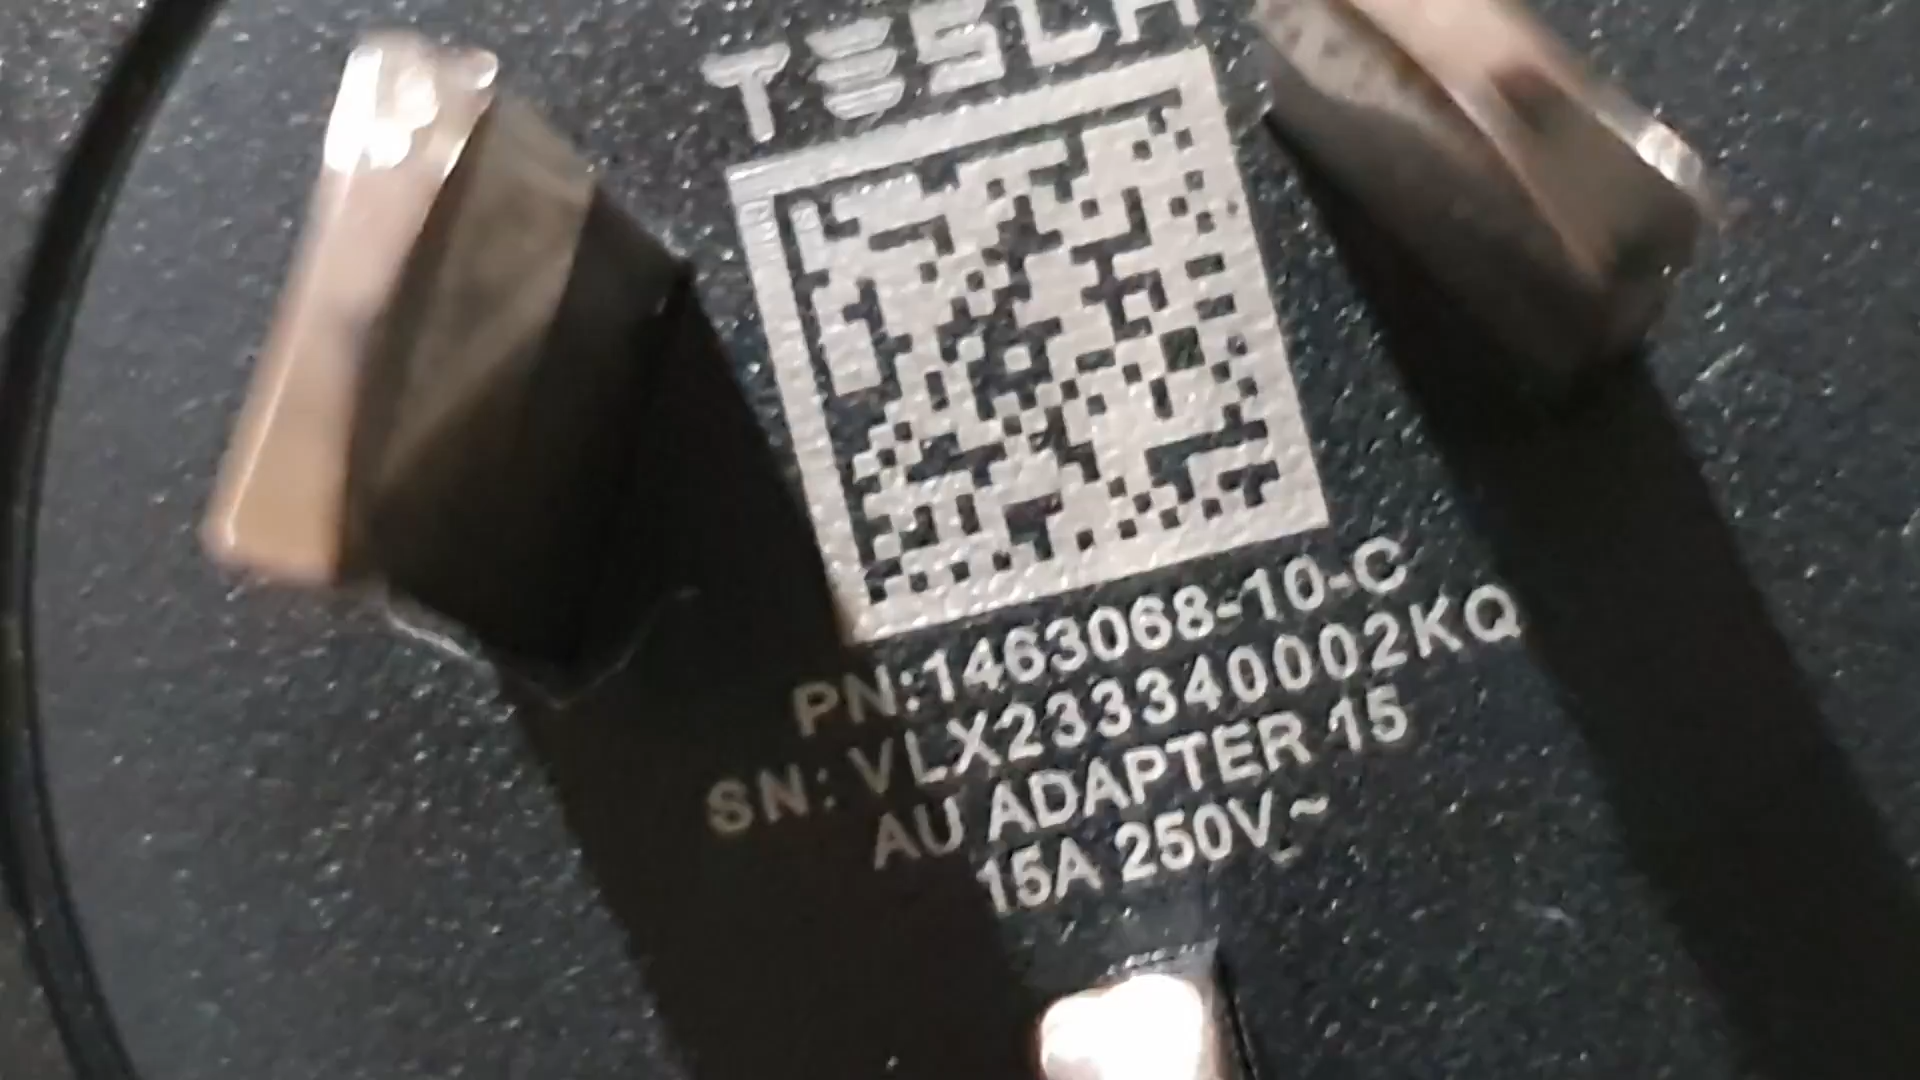 TESLA
PN:1463068-10-C
SN: VLX233340002KQ
AU ADAPTER 15
15A 250V~